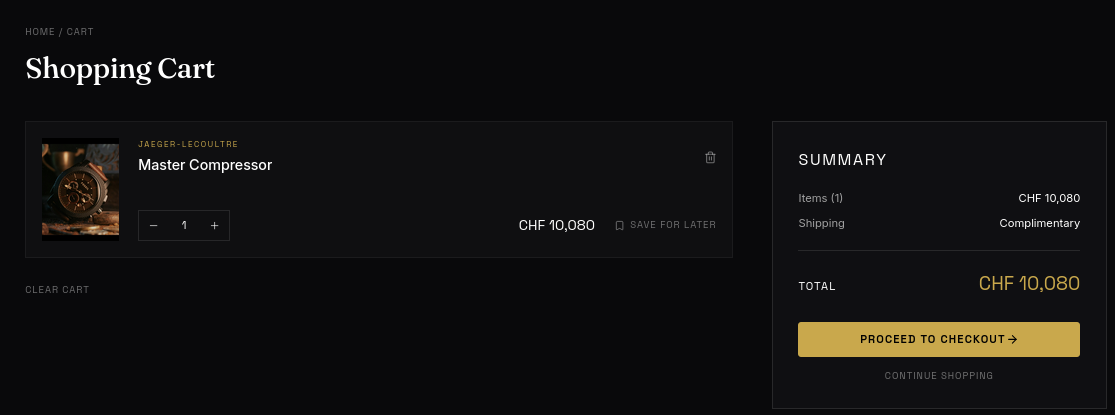 HOME / CART
Shopping Cart
JAEGER-LECOULTRE
Master Compressor
− 1 +
CHF 10,080
SAVE FOR LATER
CLEAR CART
SUMMARY
Items (1) CHF 10,080
Shipping Complimentary
TOTAL CHF 10,080
PROCEED TO CHECKOUT →
CONTINUE SHOPPING